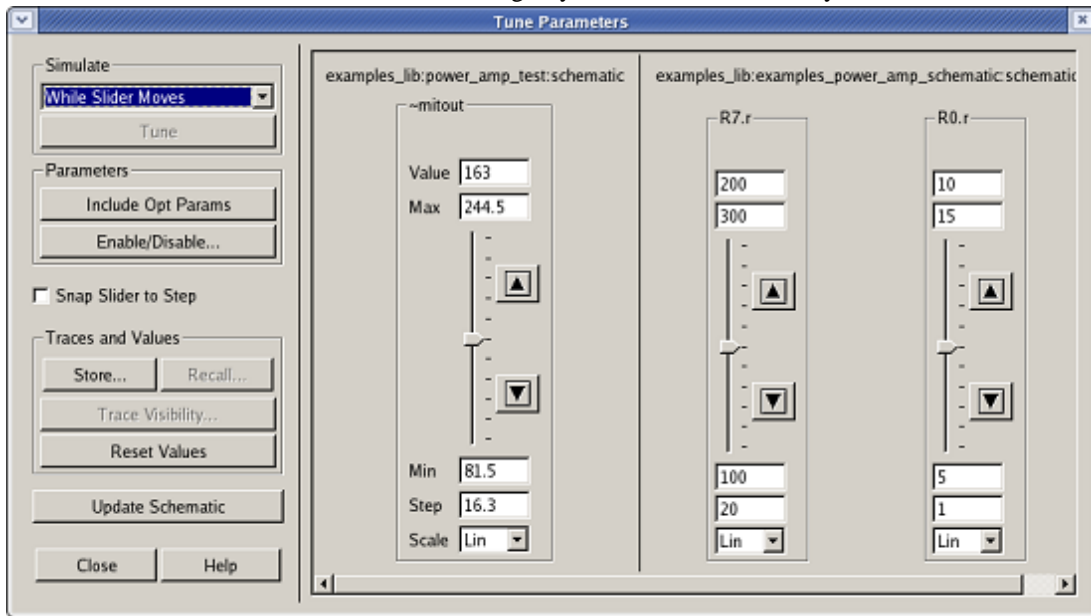 Tune Parameters
Simulate
While Slider Moves
Tune
Parameters
Include Opt Params
Enable/Disable...
Snap Slider to Step
Traces and Values
Store... Recall...
Trace Visibility...
Reset Values
Update Schematic
Close Help
examples_lib:power_amp_test:schematic
~mitout
Value 163
Max 244.5
Min 81.5
Step 16.3
Scale Lin
examples_lib:examples_power_amp_schematic:schematic
R7.r
200
300
100
20
Lin
R0.r
10
15
5
1
Lin